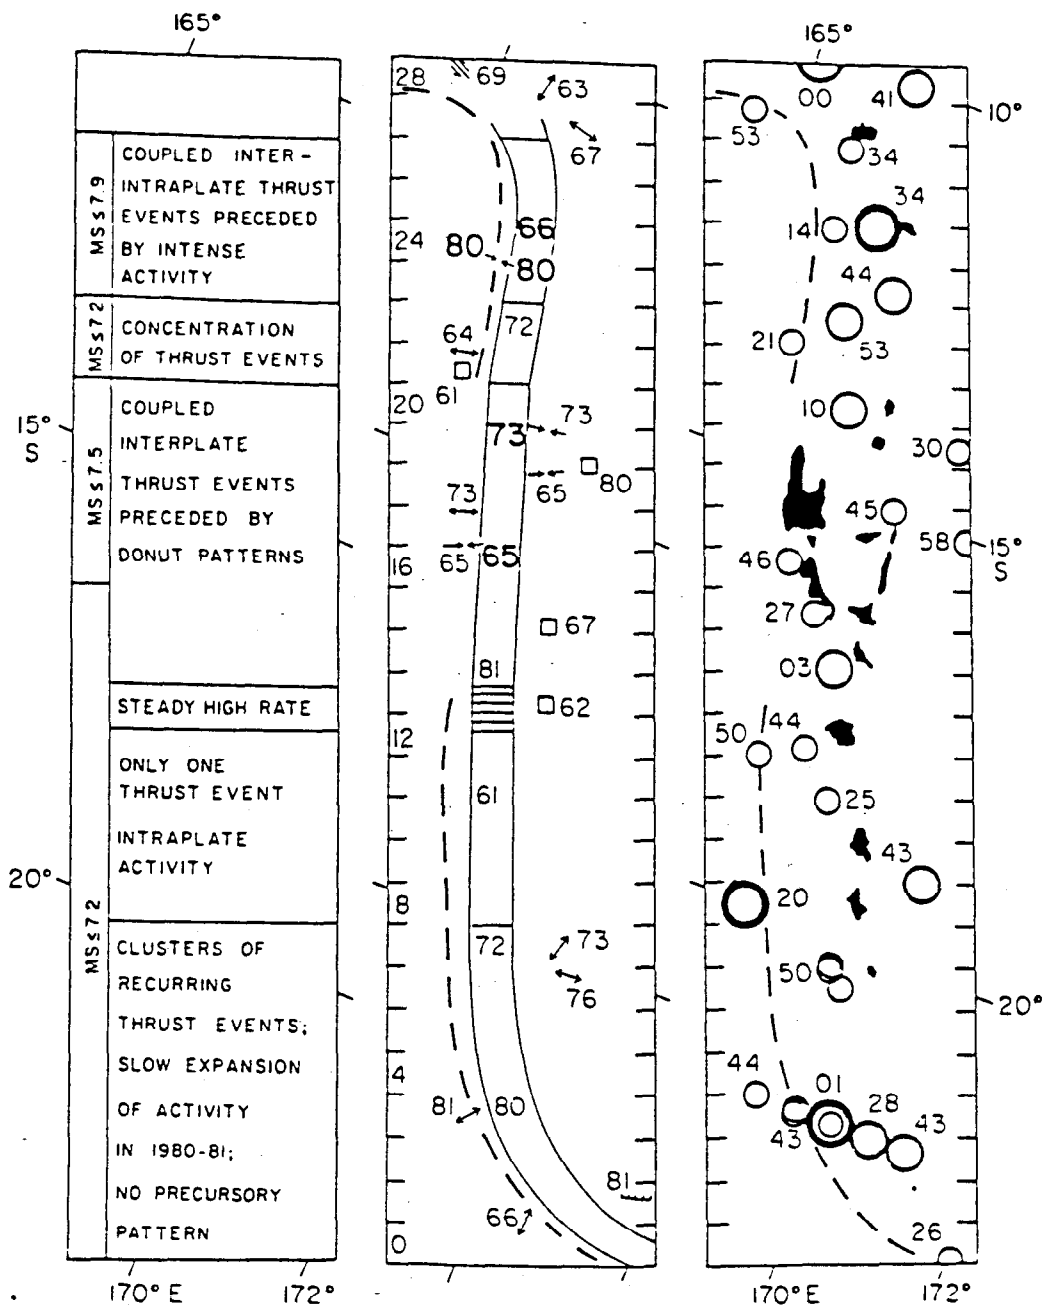 165°
MS≤7.9
COUPLED INTER-
INTRAPLATE THRUST
EVENTS PRECEDED
BY INTENSE
ACTIVITY
MS≤7.2
CONCENTRATION
OF THRUST EVENTS
15°
S
MS≤7.5
COUPLED
INTERPLATE
THRUST EVENTS
PRECEDED BY
DONUT PATTERNS
STEADY HIGH RATE
MS≤7.2
ONLY ONE
THRUST EVENT
INTRAPLATE
ACTIVITY
20°
CLUSTERS OF
RECURRING
THRUST EVENTS;
SLOW EXPANSION
OF ACTIVITY
IN 1980-81;
NO PRECURSORY
PATTERN
170°E 172°
28 69 63
67
66
24 80
80
72
64
61
20 73
73
65 80
73
65 65
16
67
81
62
12
61
8
72 73
76
4
81 80
81
66
0
165°
00 41 10°
53
34
34
14
44
21 53
10
30
45
58 15°
S
46
27
03
50 44
25
43
20
50
20°
44 01
28 43
43
26
170°E 172°